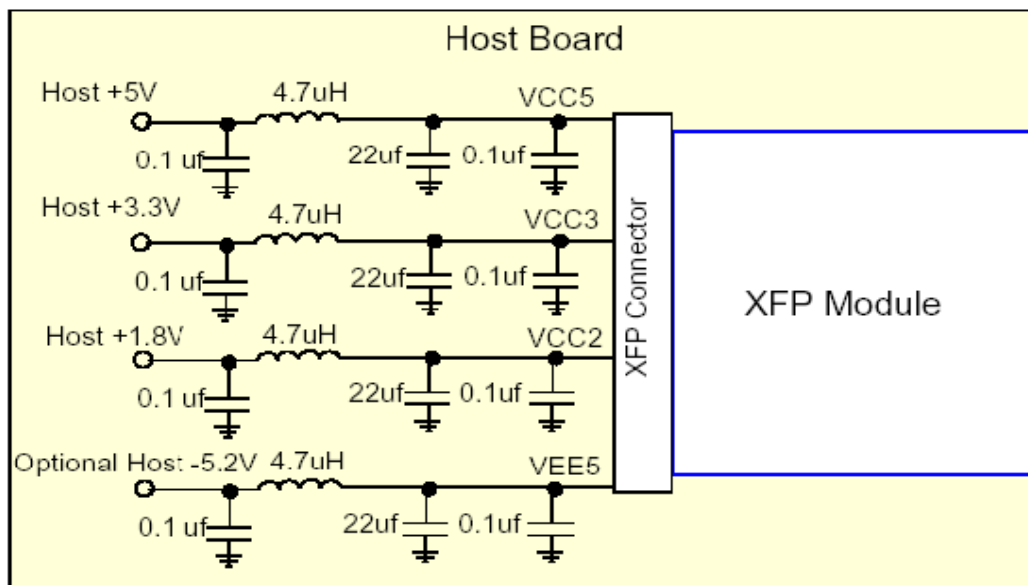 Host Board
Host +5V
4.7uH
VCC5
0.1 uf
22uf
0.1uf
Host +3.3V
4.7uH
VCC3
0.1 uf
22uf
0.1uf
Host +1.8V
4.7uH
VCC2
0.1 uf
22uf
0.1uf
Optional Host -5.2V
4.7uH
VEE5
0.1 uf
22uf
0.1uf
XFP Connector
XFP Module